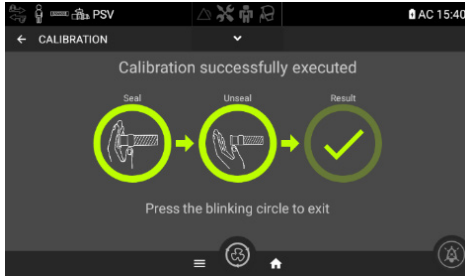 PSV
AC 15:40
CALIBRATION
Calibration successfully executed
Seal
Unseal
Result
Press the blinking circle to exit